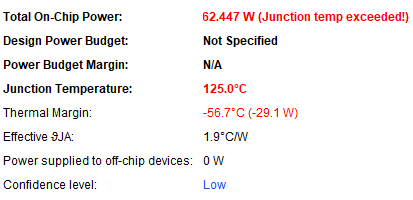 Total On-Chip Power: 62.447 W (Junction temp exceeded!)
Design Power Budget: Not Specified
Power Budget Margin: N/A
Junction Temperature: 125.0°C
Thermal Margin: -56.7°C (-29.1 W)
Effective ϑJA: 1.9°C/W
Power supplied to off-chip devices: 0 W
Confidence level: Low